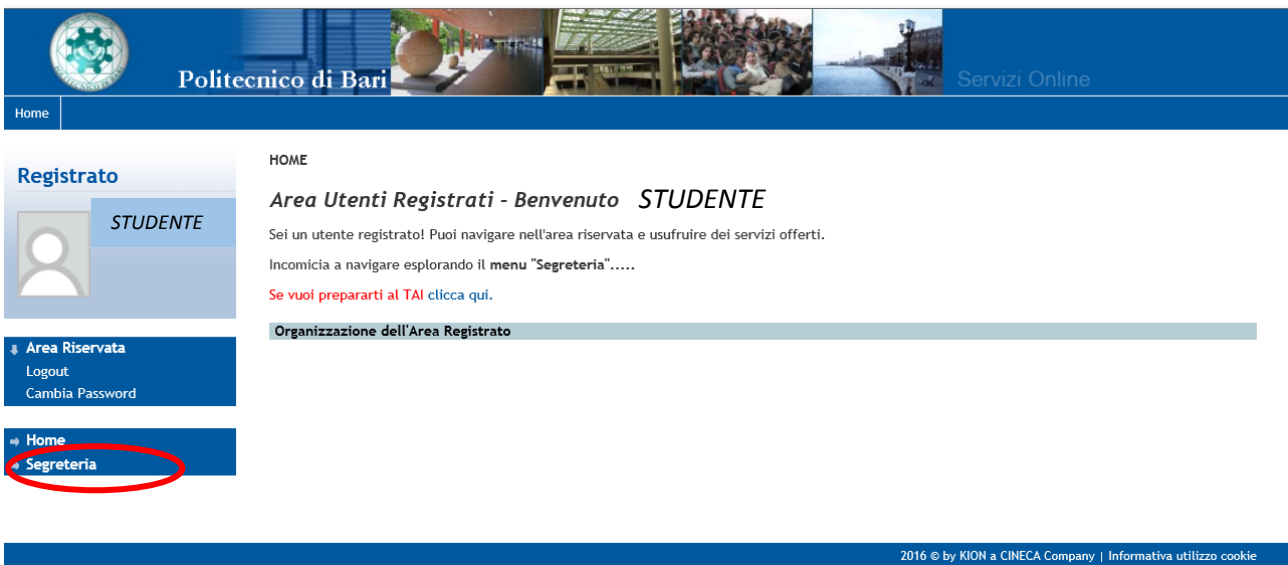 Politecnico di Bari
Servizi Online
Home
Registrato
STUDENTE
Area Riservata
Logout
Cambia Password
Home
Segreteria
HOME
Area Utenti Registrati - Benvenuto STUDENTE
Sei un utente registrato! Puoi navigare nell'area riservata e usufruire dei servizi offerti.
Incomicia a navigare esplorando il menu "Segreteria".....
Se vuoi prepararti al TAI clicca qui.
Organizzazione dell'Area Registrato
2016 © by KION a CINECA Company | Informativa utilizzo cookie